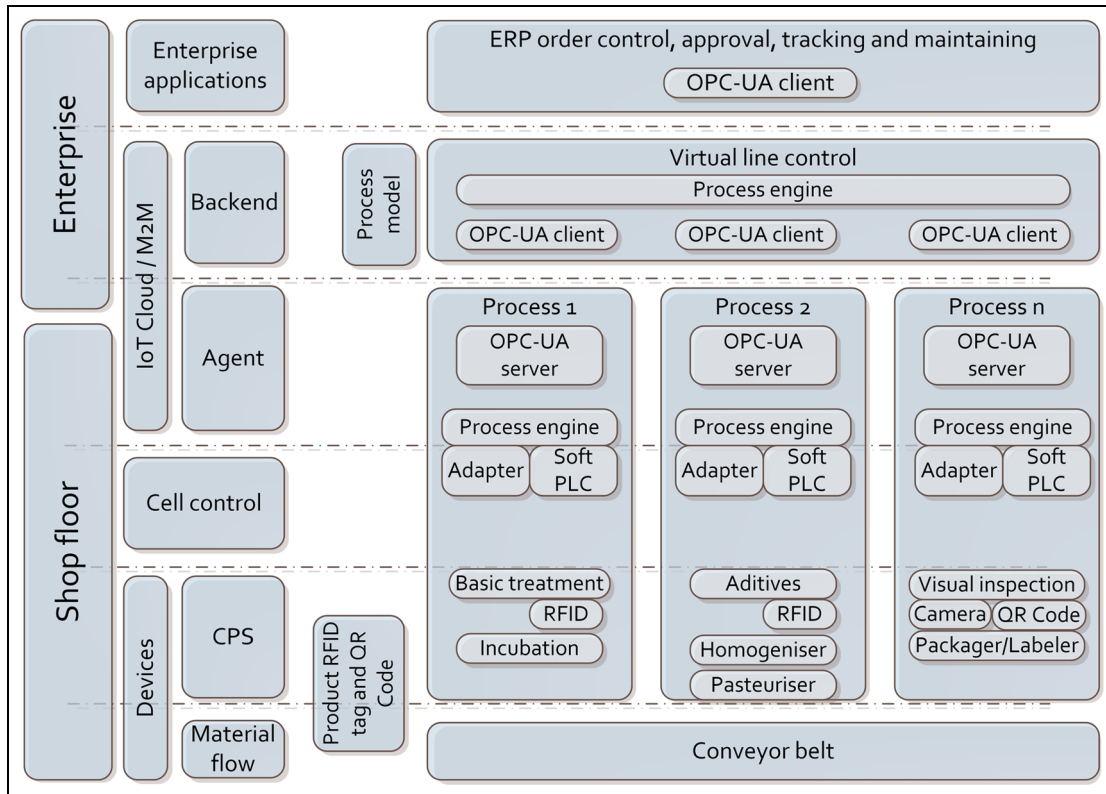 Enterprise
Enterprise
applications
ERP order control, approval, tracking and maintaining
OPC-UA client
IoT Cloud / M2M
Backend
Process
model
Virtual line control
Process engine
OPC-UA client
OPC-UA client
OPC-UA client
Shop floor
Agent
Process 1
OPC-UA
server
Process engine
Adapter
Soft
PLC
Process 2
OPC-UA
server
Process engine
Adapter
Soft
PLC
Process n
OPC-UA
server
Process engine
Adapter
Soft
PLC
Cell control
Devices
CPS
Product RFID
tag and QR
Code
Basic treatment
RFID
Incubation
Aditives
RFID
Homogeniser
Pasteuriser
Visual inspection
Camera
QR Code
Packager/Labeler
Material
flow
Conveyor belt